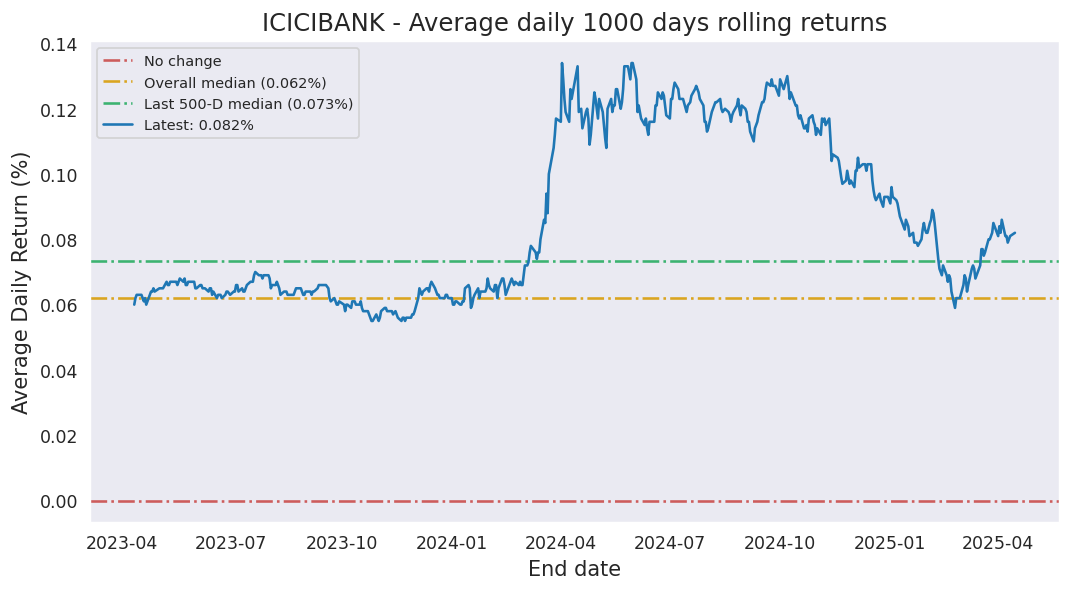 ICICIBANK - Average daily 1000 days rolling returns
Average Daily Return (%)
0.14
0.12
0.10
0.08
0.06
0.04
0.02
0.00
No change
Overall median (0.062%)
Last 500-D median (0.073%)
Latest: 0.082%
2023-04 2023-07 2023-10 2024-01 2024-04 2024-07 2024-10 2025-01 2025-04
End date